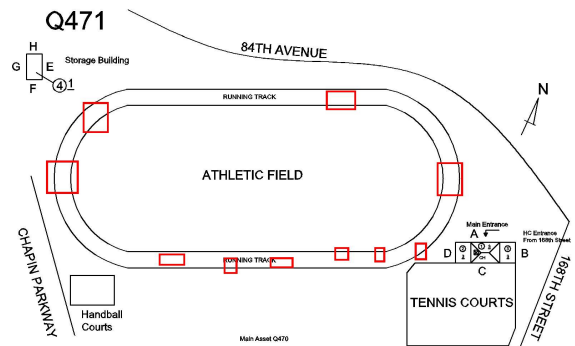 Q471
84TH AVENUE
H
Storage Building
G E
F
4 1
RUNNING TRACK
N
ATHLETIC FIELD
CHAPIN PARKWAY
Main Entrance
A
HC Entrance
From 168th Street
D B
C
168TH STREET
RUNNING TRACK
Handball
Courts
TENNIS COURTS
Main Asset Q470